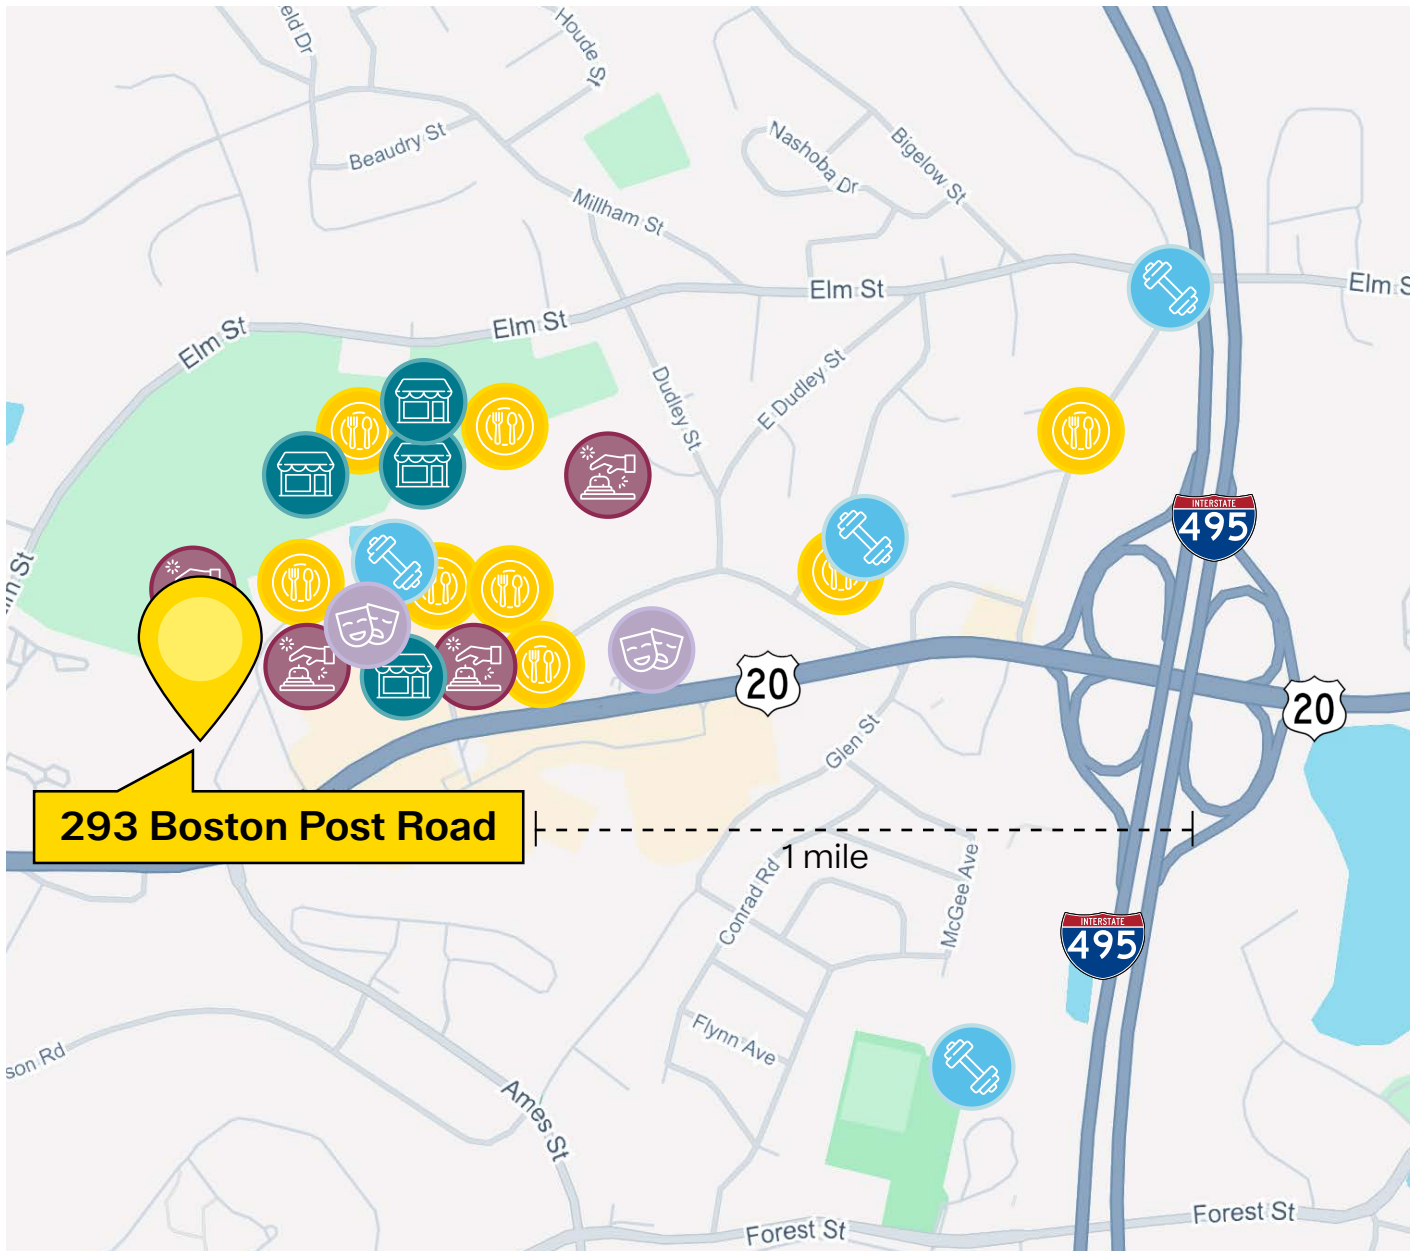 eld Dr
Houde St
Beaudry St
Nashoba Dr
Bigelow St
Millham St
Elm St
Elm S
Elm St
Elm St
Dudley St
E Dudley St
INTERSTATE
495
lm St
20
20
Glen St
293 Boston Post Road
1 mile
Conrad Rd
McGee Ave
INTERSTATE
495
Flynn Ave
son Rd
Ames St
Forest St
Forest St